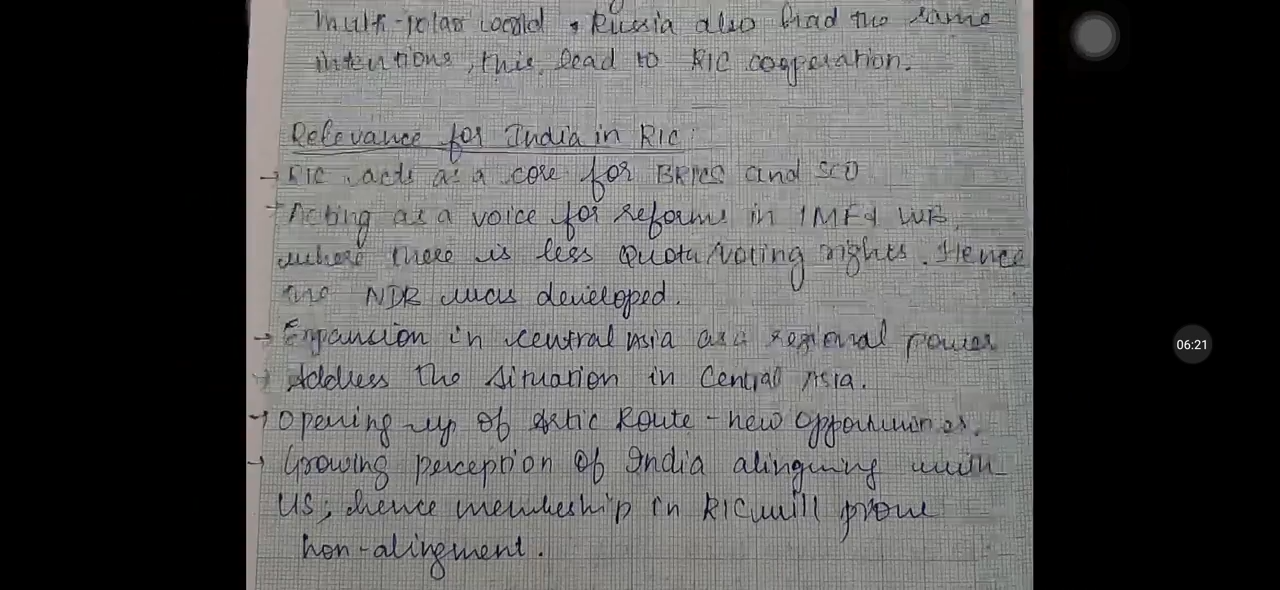 multi-polar world, Russia also had the same
intentions, this lead to RIC cooperation.
Relevance for India in RIC:
→ RIC acts as a core for BRICS and SCO
→ Acting as a voice for reforms in IMF & WB,
where there is less Quota/Voting rights. Hence
the NDB was developed.
→ Expansion in central Asia as a regional power
→ Address the situation in Central Asia.
→ Opening up of Artic Route - new opportunities.
→ Growing perception of India alinguing with
US; hence membeship in RIC will prove
non-alingment.
06:21